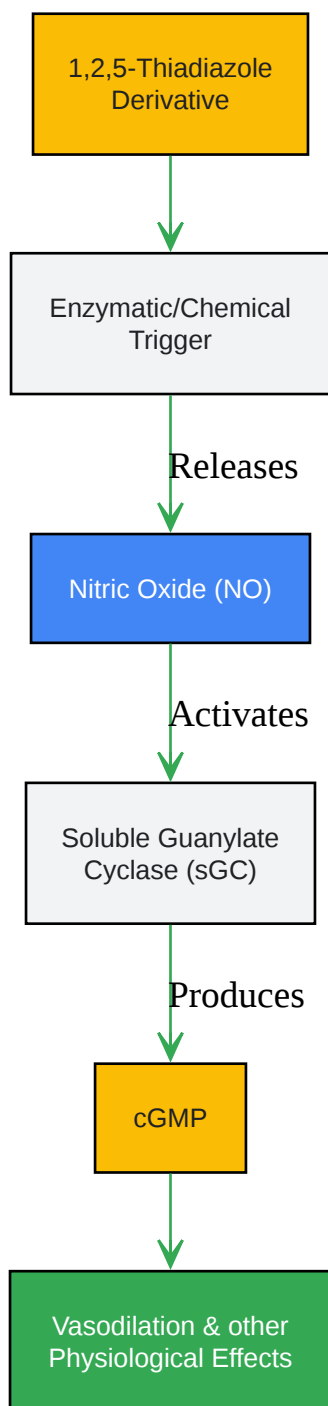 1,2,5-Thiadiazole
Derivative
Enzymatic/Chemical
Trigger
Releases
Nitric Oxide (NO)
Activates
Soluble Guanylate
Cyclase (sGC)
Produces
cGMP
Vasodilation & other
Physiological Effects